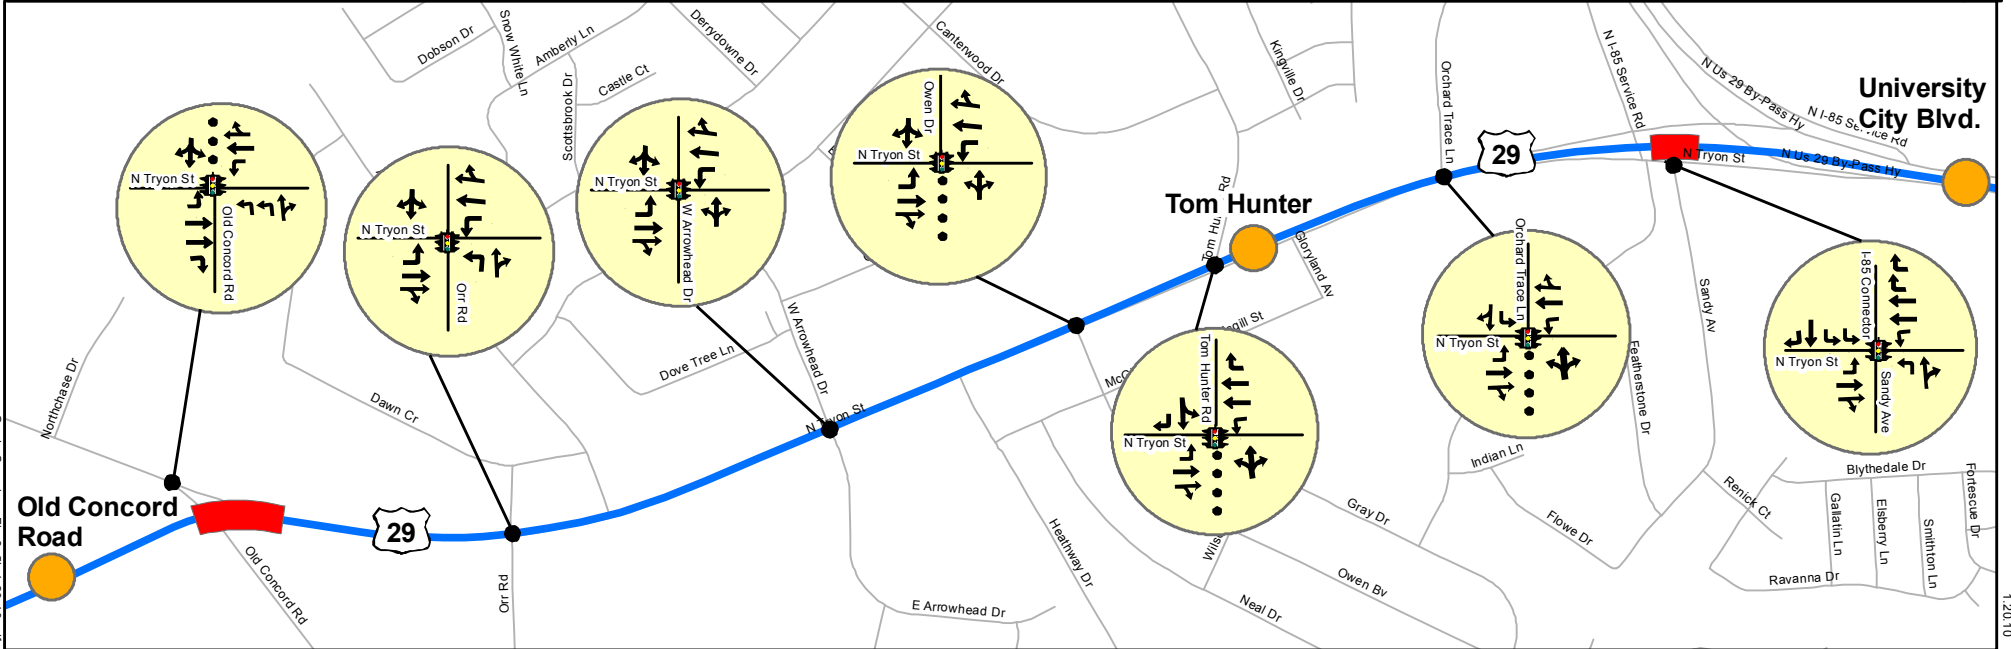 Dobson Dr
Snow White Ln
Amberly Ln
Castle Ct
Scottsbrook Dr
Derrydowne Dr
Canterwood Dr
Kingville Dr
Orchard Trace Ln
N I-85 Service Rd
N Us 29 By-Pass Hy
N I-85 Service Rd
University
City Blvd.
29
N Tryon St
N Us 29 By-Pass Hy
N Tryon St
Old Concord Rd
N Tryon St
Orr Rd
N Tryon St
W Arrowhead Dr
Owen Dr
N Tryon St
Tom Hunter
Gloryland Av
Tom Hunter Rd
N Tryon St
Orchard Trace Ln
N Tryon St
I-85 Connector
N Tryon St
Sandy Ave
Sandy Av
Featherstone Dr
Northchase Dr
Dawn Cr
Dove Tree Ln
W Arrowhead Dr
N Tryon St
Old Concord
Road
29
Old Concord Rd
Orr Rd
E Arrowhead Dr
Heathway Dr
Neal Dr
Owen Bv
Gray Dr
Indian Ln
Flowe Dr
Renick Ct
Blythedale Dr
Gallatin Ln
Elsberry Ln
Smithton Ln
Fortescue Dr
Ravanna Dr
1.20.10